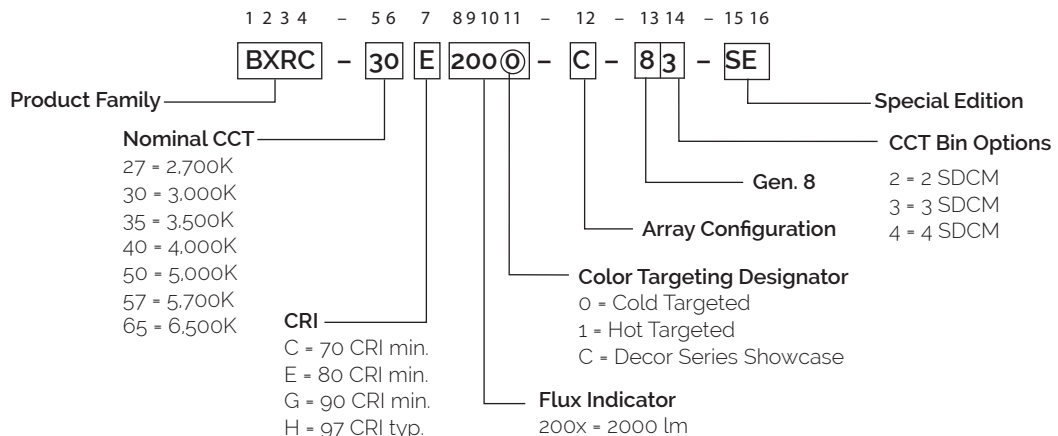 1 2 3 4 – 5 6 7 8 9 10 11 – 12 – 13 14 – 15 16
BXRC – 30 E 200 0 – C – 8 3 – SE
Product Family
Special Edition
Nominal CCT
27 = 2,700K
30 = 3,000K
35 = 3,500K
40 = 4,000K
50 = 5,000K
57 = 5,700K
65 = 6,500K
CCT Bin Options
2 = 2 SDCM
3 = 3 SDCM
4 = 4 SDCM
Gen. 8
Array Configuration
Color Targeting Designator
0 = Cold Targeted
1 = Hot Targeted
C = Decor Series Showcase
CRI
C = 70 CRI min.
E = 80 CRI min.
G = 90 CRI min.
H = 97 CRI typ.
Flux Indicator
200x = 2000 lm